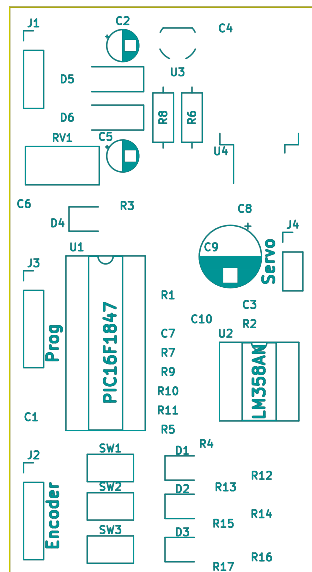 J1
C2
C4
U3
D5
D6
R8
R6
RV1
C5
U4
C6
R3
D4
C8
C9
J4
Servo
U1
J3
Prog
PIC16F1847
R1
C3
C10
R2
C7
U2
R7
R9
R10
R11
R5
LM358AN
C1
J2
Encoder
SW1
SW2
SW3
R4
D1
D2
D3
R12
R13
R14
R15
R16
R17